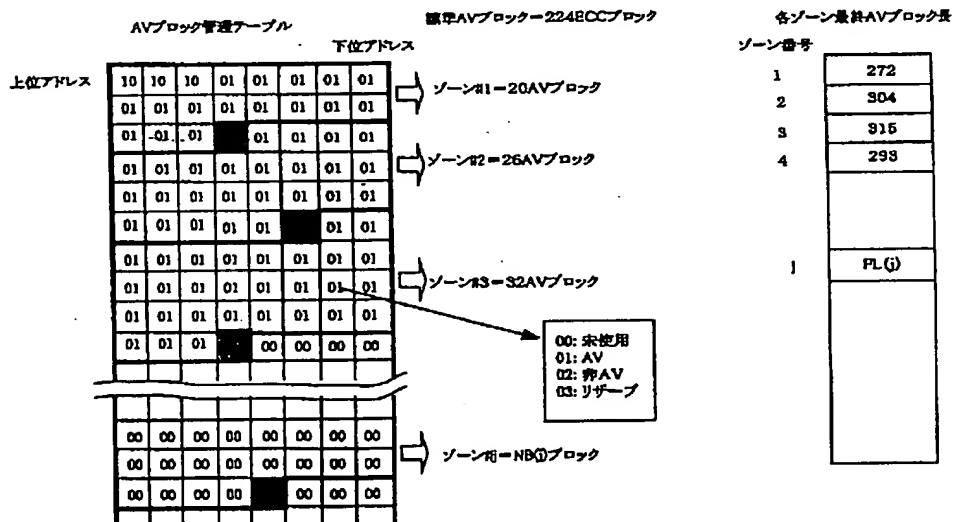 AVブロック管理テーブル
標準AVブロック=224ECCブロック
各ゾーン最終AVブロック長
下位アドレス
ゾーン番号
上位アドレス
10 10 10 01 01 01 01 01
01 01 01 01 01 01 01 01
01 01 01 01 01 01 01
01 01 01 01 01 01 01 01
01 01 01 01 01 01 01 01
01 01 01 01 01 01 01
01 01 01 01 01 01 01 01
01 01 01 01 01 01 01 01
01 01 01 01 01 01 01 01
01 01 01 00 00 00 00
00 00 00 00 00 00 00 00
00 00 00 00 00 00 00 00
00 00 00 00 00 00 00
ゾーン#1=20AVブロック
ゾーン#2=26AVブロック
ゾーン#3=32AVブロック
ゾーン#j=NB(j)ブロック
00: 未使用
01: AV
02: 非AV
03: リザーブ
1 272
2 304
3 315
4 293
j FL(j)